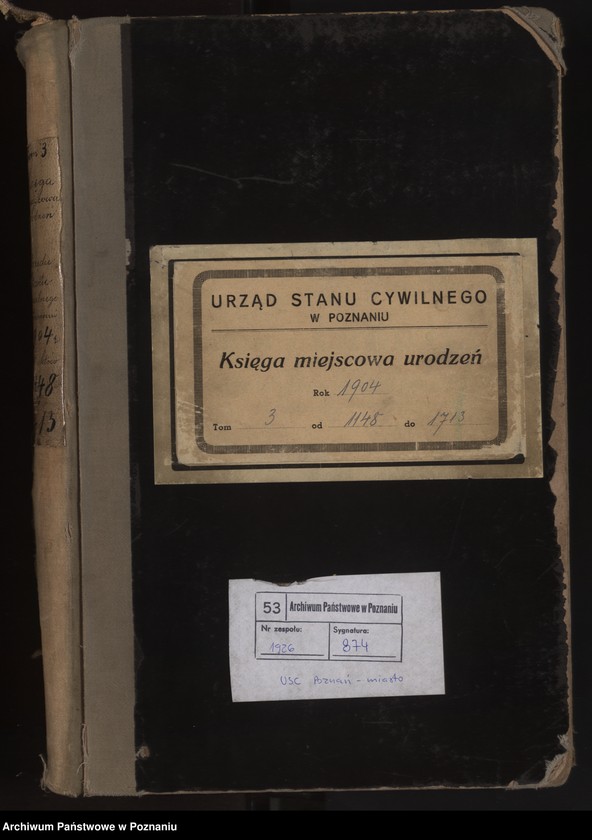 3
URZĄD STANU CYWILNEGO
W POZNANIU
Księga miejscowa urodzeń
Rok 1904
Tom 3 od 1148 do 1713
53 Archiwum Państwowe w Poznaniu
Nr zespołu: Sygnatura:
1926 874
USC Poznań - miasto
Archiwum Państwowe w Poznaniu